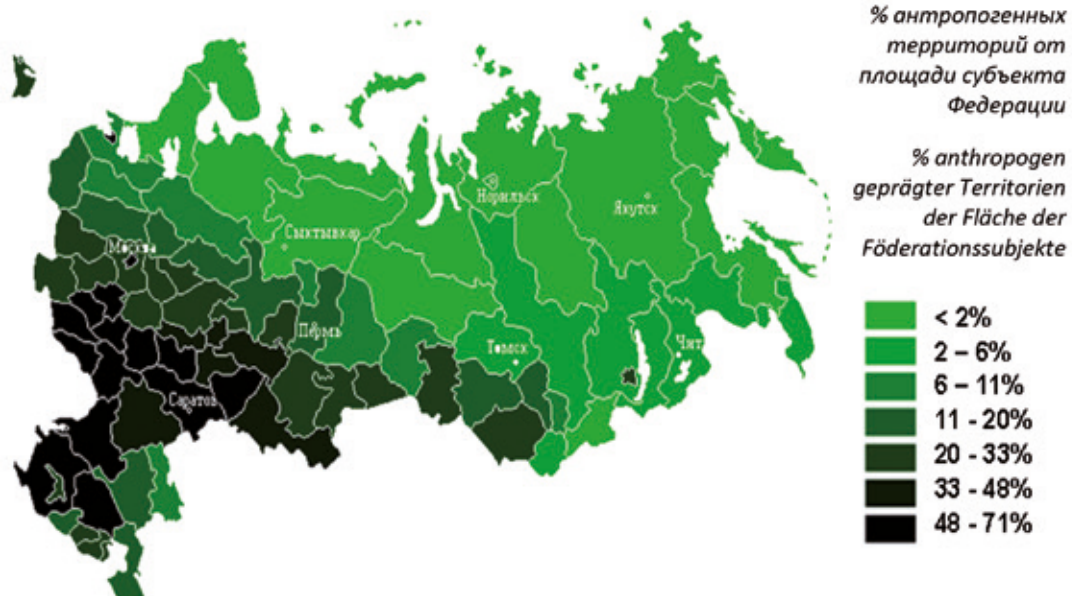 % антропогенных
территорий от
площади субъекта
Федерации
% anthropogen
geprägter Territorien
der Fläche der
Föderationssubjekte
Норильск
Якутск
Сыктывкар
Москва
Пермь
Томск
Чит
Саратов
< 2%
2 – 6%
6 – 11%
11 - 20%
20 - 33%
33 - 48%
48 - 71%